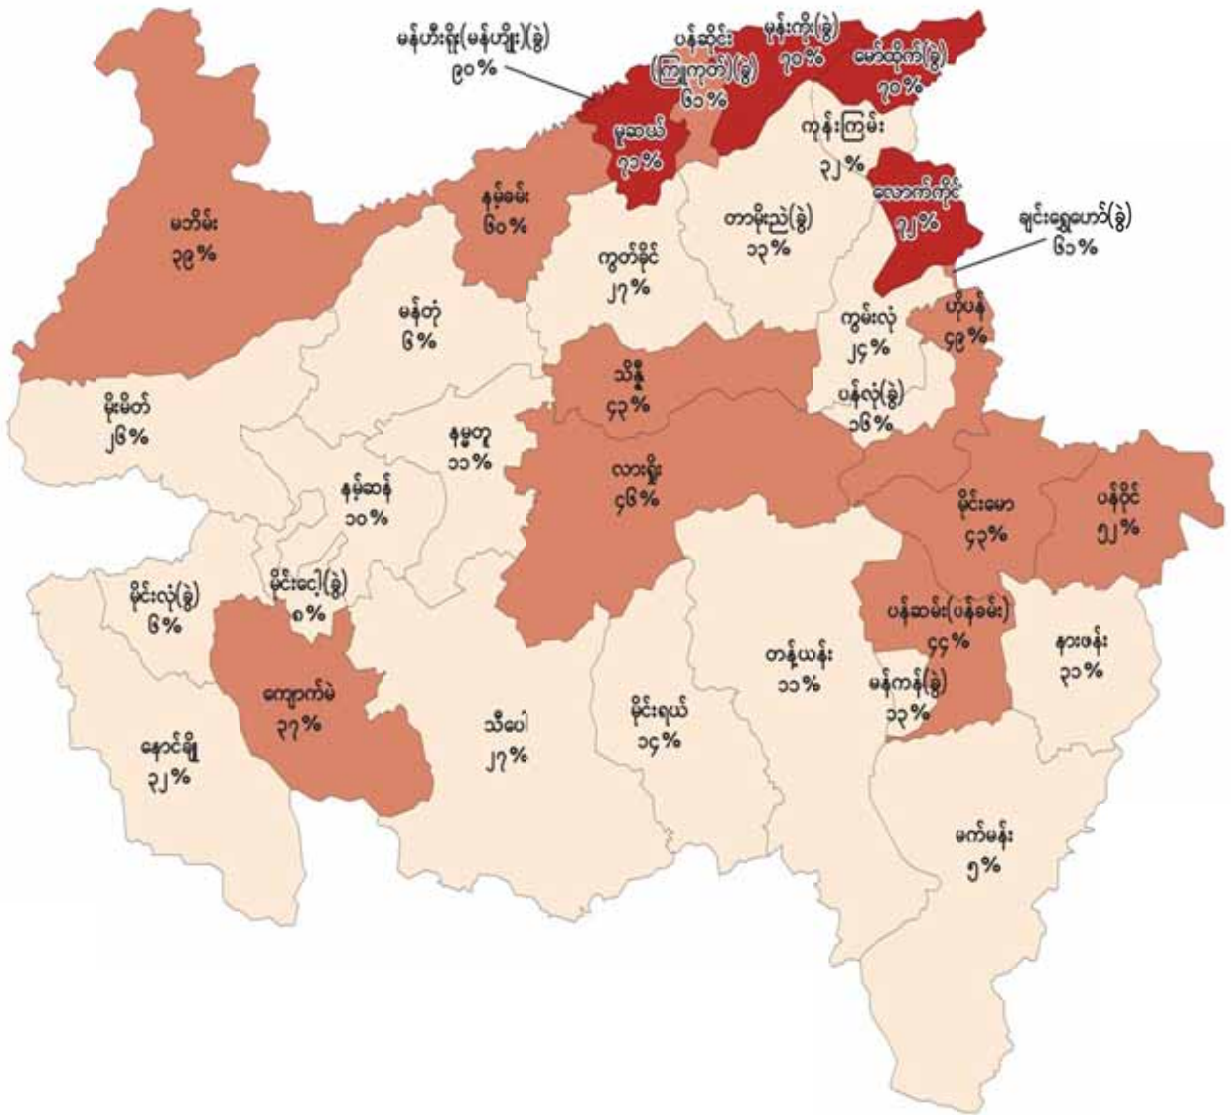 မန်ဟီးရိုး(မန်ဟျိုး)(ခွဲ)
၉၀%
ပန်ဆိုင်း
(ကြူကုတ်)(ခွဲ)
၆၁%
မုန်းကိုး(ခွဲ)
၇၀%
မော်ထိုက်(ခွဲ)
၇၀%
မူဆယ်
၇၁%
ကုန်းကြမ်း
၃၂%
လောက်ကိုင်
၇၂%
ချင်းရွှေဟော်(ခွဲ)
၆၁%
မဘိမ်း
၃၉%
နမ့်ခမ်း
၆၀%
တာမိုးညဲ(ခွဲ)
၁၃%
ကွတ်ခိုင်
၂၇%
မန်တုံ
၆%
ကွမ်းလုံ
၂၄%
ဟိုပန်
၄၉%
သိန္နီ
၄၃%
ပန်လုံ(ခွဲ)
၁၆%
မိုးမိတ်
၂၆%
နမ္မတူ
၁၁%
လားရှိုး
၄၆%
နမ့်ဆန်
၁၀%
မိုင်းမော
၄၃%
ပန်ဝိုင်
၅၂%
မိုင်းလုံ(ခွဲ)
၆%
မိုင်းငေါ့(ခွဲ)
၈%
ပန်ဆမ်း(ပန်ခမ်း)
၄၄%
နားဖန်း
၃၁%
တန့်ယန်း
၁၁%
မန်ကန်(ခွဲ)
၁၃%
ကျောက်မဲ
၃၇%
သီပေါ
၂၇%
မိုင်းရယ်
၁၄%
နောင်ချို
၃၂%
မက်မန်း
၅%